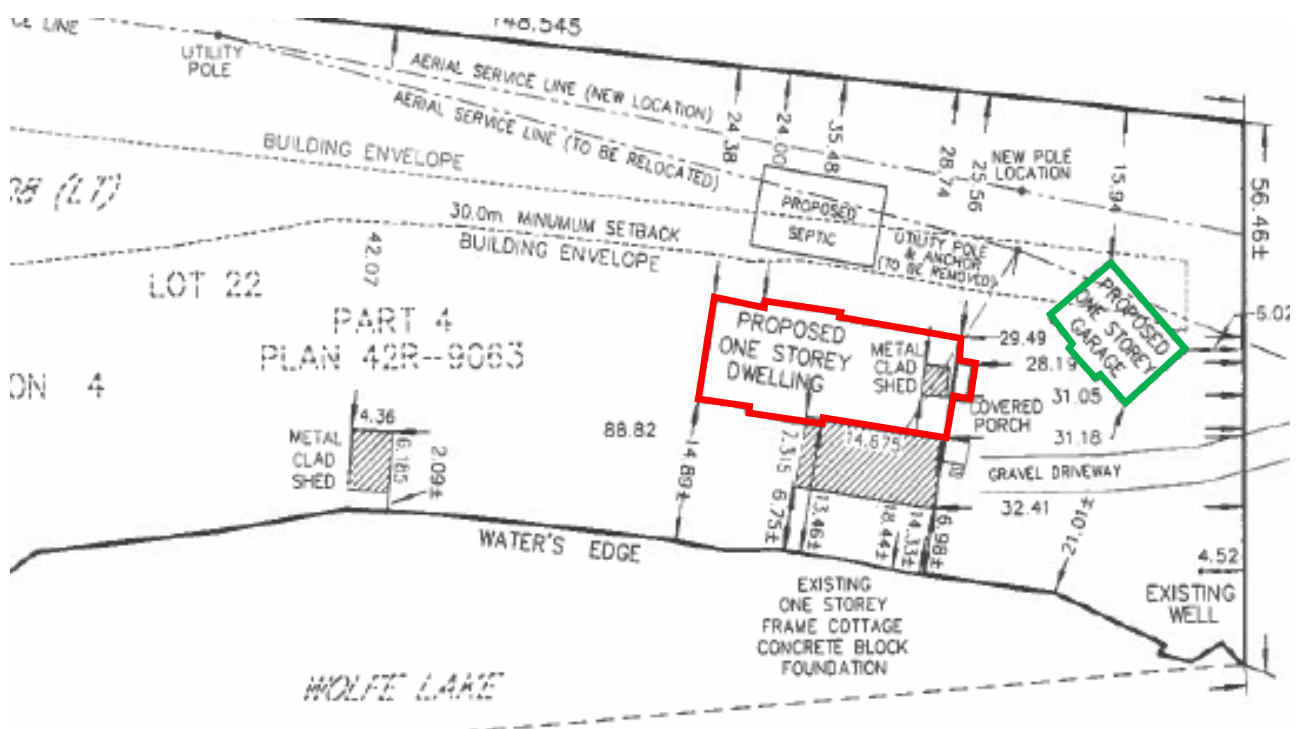 148.545
CE LINE
UTILITY
POLE
AERIAL SERVICE LINE (NEW LOCATION)
AERIAL SERVICE LINE (TO BE RELOCATED)
24.38
24.00
35.48
28.74
25.56
NEW POLE
LOCATION
15.94
56.46±
BUILDING ENVELOPE
(LT)
30.0m. MINUMUM SETBACK
BUILDING ENVELOPE
PROPOSED
SEPTIC
UTILITY POLE
& ANCHOR
(TO BE REMOVED)
LOT 22
42.07
PART 4
PLAN 42R-9063
ON 4
PROPOSED
ONE STOREY
DWELLING
METAL
CLAD
SHED
PROPOSED
ONE STOREY
GARAGE
5.02
29.49
28.19
31.05
COVERED
PORCH
31.18
4.36
METAL
CLAD
SHED
6.185
2.09±
88.82
14.89±
7.315
14.675
GRAVEL DRIVEWAY
32.41
6.75±
13.46±
18.44±
14.33±
6.98±
21.01±
WATER'S EDGE
4.52
EXISTING
WELL
EXISTING
ONE STOREY
FRAME COTTAGE
CONCRETE BLOCK
FOUNDATION
WOLFE LAKE